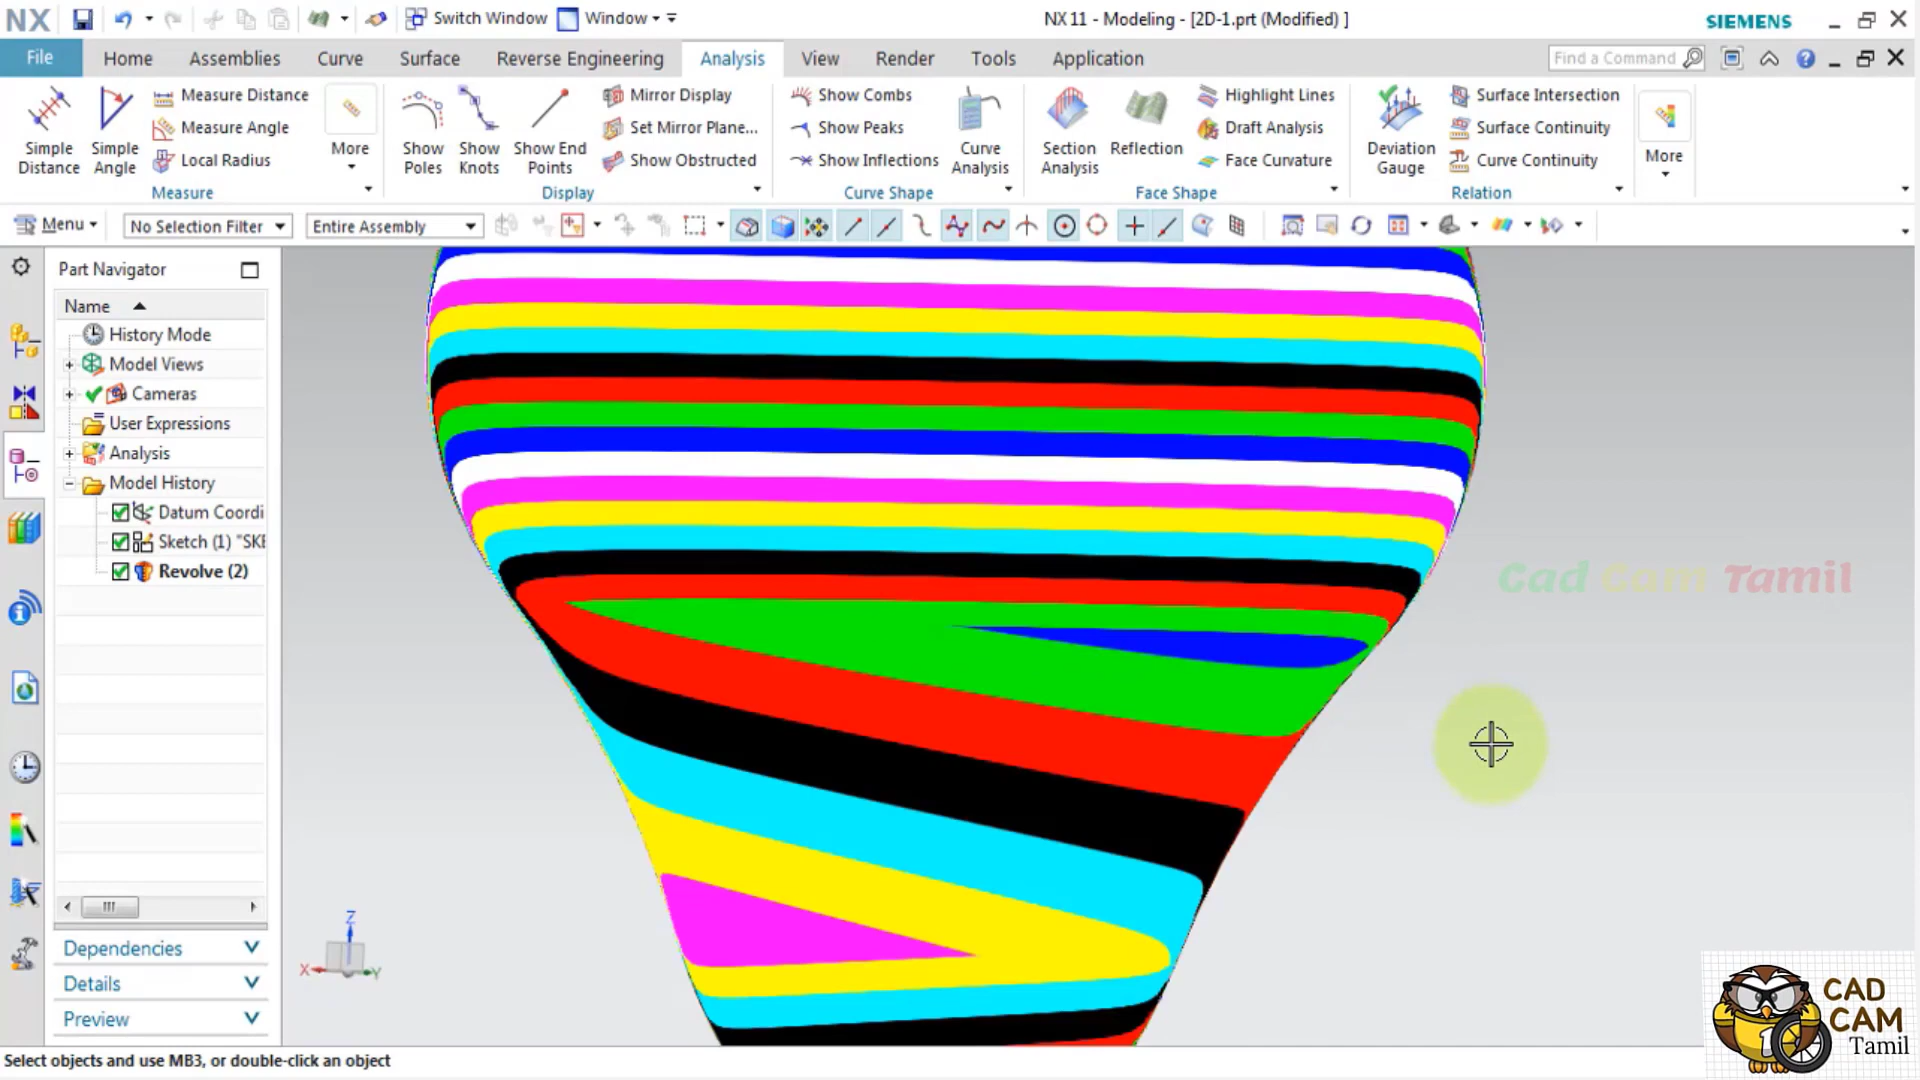 NX
Switch Window
Window
NX 11 - Modeling - [2D-1.prt (Modified) ]
SIEMENS
File
Home
Assemblies
Curve
Surface
Reverse Engineering
Analysis
View
Render
Tools
Application
Find a Command
Simple Distance
Simple Angle
Measure Distance
Measure Angle
Local Radius
More
Measure
Show Poles
Show Knots
Show End Points
Mirror Display
Set Mirror Plane...
Show Obstructed
Display
Show Combs
Show Peaks
Show Inflections
Curve Analysis
Curve Shape
Section Analysis
Reflection
Highlight Lines
Draft Analysis
Face Curvature
Face Shape
Deviation Gauge
Surface Intersection
Surface Continuity
Curve Continuity
Relation
More
Menu
No Selection Filter
Entire Assembly
Part Navigator
Name
History Mode
Model Views
Cameras
User Expressions
Analysis
Model History
Datum Coordi
Sketch (1) "SKE
Revolve (2)
Dependencies
Details
Preview
Z
X
Y
Cad Cam Tamil
CAD
CAM
Tamil
Select objects and use MB3, or double-click an object